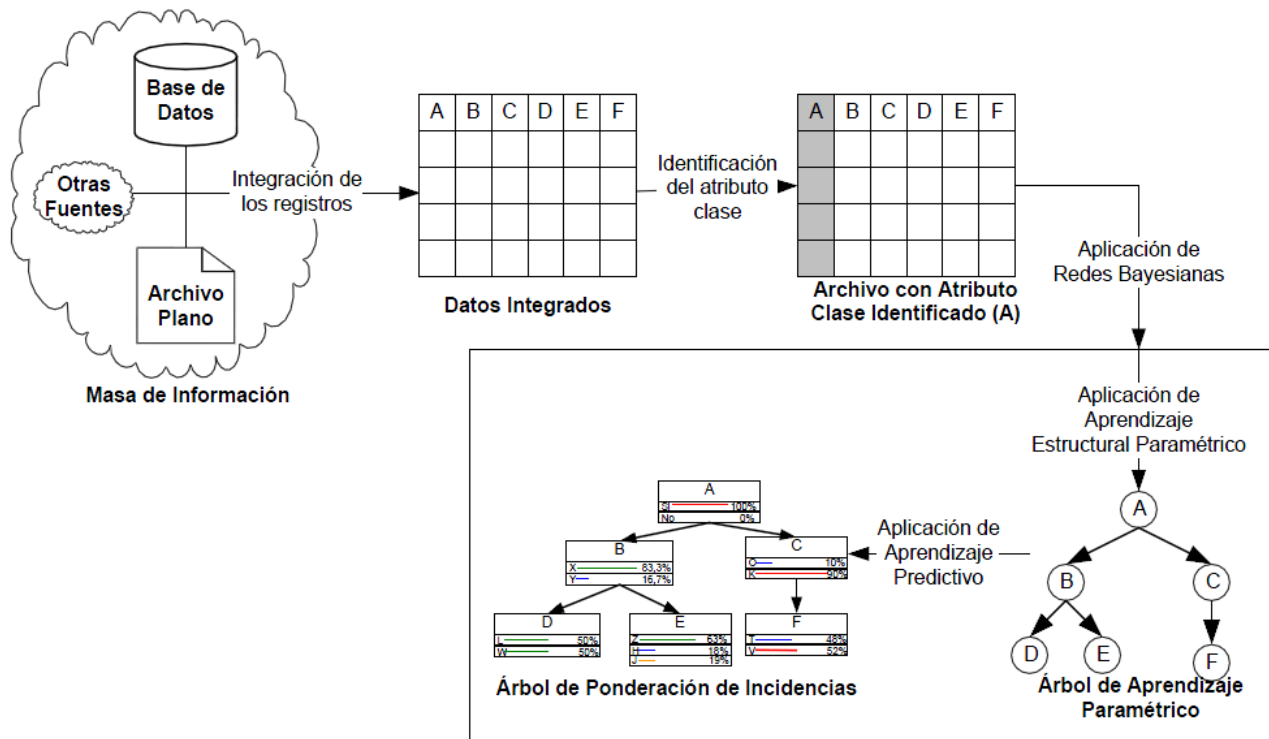 Base de
Datos
Otras
Fuentes
Archivo
Plano
Masa de Información
Integración de
los registros
A B C D E F
Datos Integrados
Identificación
del atributo
clase
A B C D E F
Archivo con Atributo
Clase Identificado (A)
Aplicación de
Redes Bayesianas
Aplicación de
Aprendizaje
Estructural Paramétrico
A
B
C
D
E
F
Árbol de Aprendizaje
Paramétrico
Aplicación de
Aprendizaje
Predictivo
A
SI 100%
No 0%
B
X 83,3%
Y 16,7%
C
O 10%
K 90%
D
L 50%
W 50%
E
Z 63%
H 18%
J 19%
F
T 48%
V 52%
Árbol de Ponderación de Incidencias